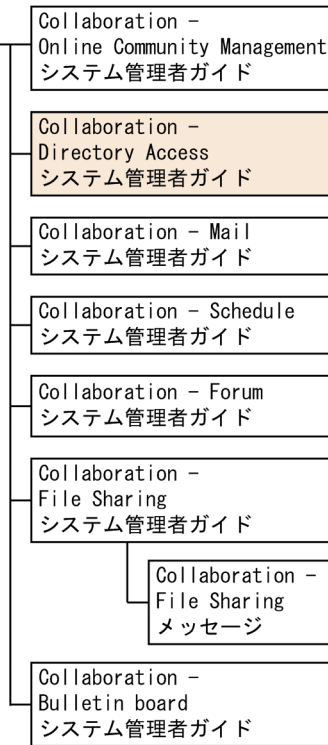 Collaboration −
Online Community Management
システム管理者ガイド
Collaboration −
Directory Access
システム管理者ガイド
Collaboration − Mail
システム管理者ガイド
Collaboration − Schedule
システム管理者ガイド
Collaboration − Forum
システム管理者ガイド
Collaboration −
File Sharing
システム管理者ガイド
Collaboration −
File Sharing
メッセージ
Collaboration −
Bulletin board
システム管理者ガイド